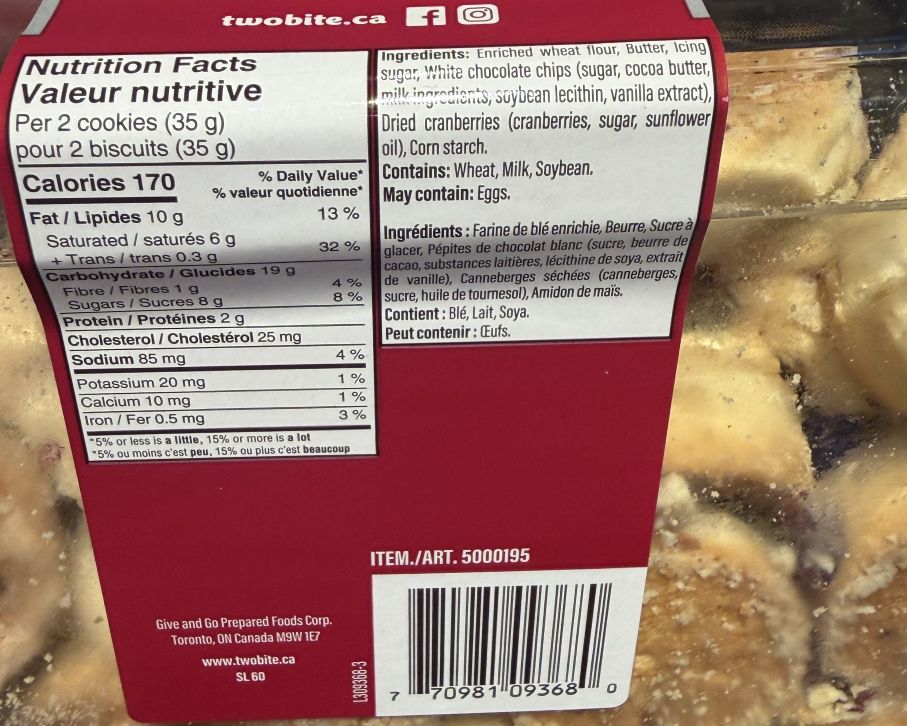 twobite.ca
Nutrition Facts
Valeur nutritive
Per 2 cookies (35 g)
pour 2 biscuits (35 g)
Calories 170
% Daily Value*
% valeur quotidienne*
Fat / Lipides 10 g 13 %
Saturated / saturés 6 g
+ Trans / trans 0.3 g 32 %
Carbohydrate / Glucides 19 g
Fibre / Fibres 1 g 4 %
Sugars / Sucres 8 g 8 %
Protein / Protéines 2 g
Cholesterol / Cholestérol 25 mg
Sodium 85 mg 4 %
Potassium 20 mg 1 %
Calcium 10 mg 1 %
Iron / Fer 0.5 mg 3 %
*5% or less is a little, 15% or more is a lot
*5% ou moins c'est peu, 15% ou plus c'est beaucoup
Ingredients: Enriched wheat flour, Butter, Icing
sugar, White chocolate chips (sugar, cocoa butter,
milk ingredients, soybean lecithin, vanilla extract),
Dried cranberries (cranberries, sugar, sunflower
oil), Corn starch.
Contains: Wheat, Milk, Soybean.
May contain: Eggs.
Ingrédients : Farine de blé enrichie, Beurre, Sucre à
glacer, Pépites de chocolat blanc (sucre, beurre de
cacao, substances laitières, lécithine de soya, extrait
de vanille), Canneberges séchées (canneberges,
sucre, huile de tournesol), Amidon de maïs.
Contient : Blé, Lait, Soya.
Peut contenir : Œufs.
ITEM./ART. 5000195
Give and Go Prepared Foods Corp.
Toronto, ON Canada M9W 1E7
www.twobite.ca
SL 60
L309368-3
7 70981 09368 0